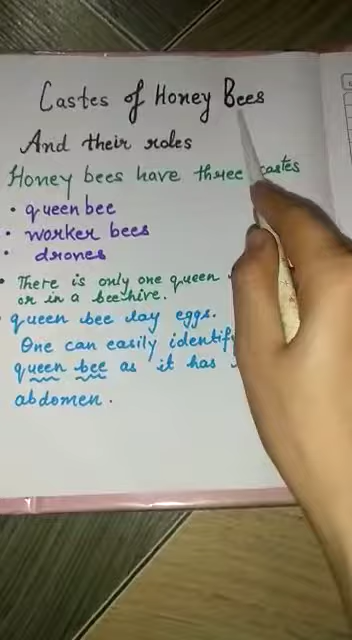 Castes of Honey Bees
And their roles
Honey bees have three castes
• queen bee
• worker bees
• drones
• There is only one queen
or in a beehive.
queen bee lay eggs.
One can easily identify
queen bee as it has
abdomen.